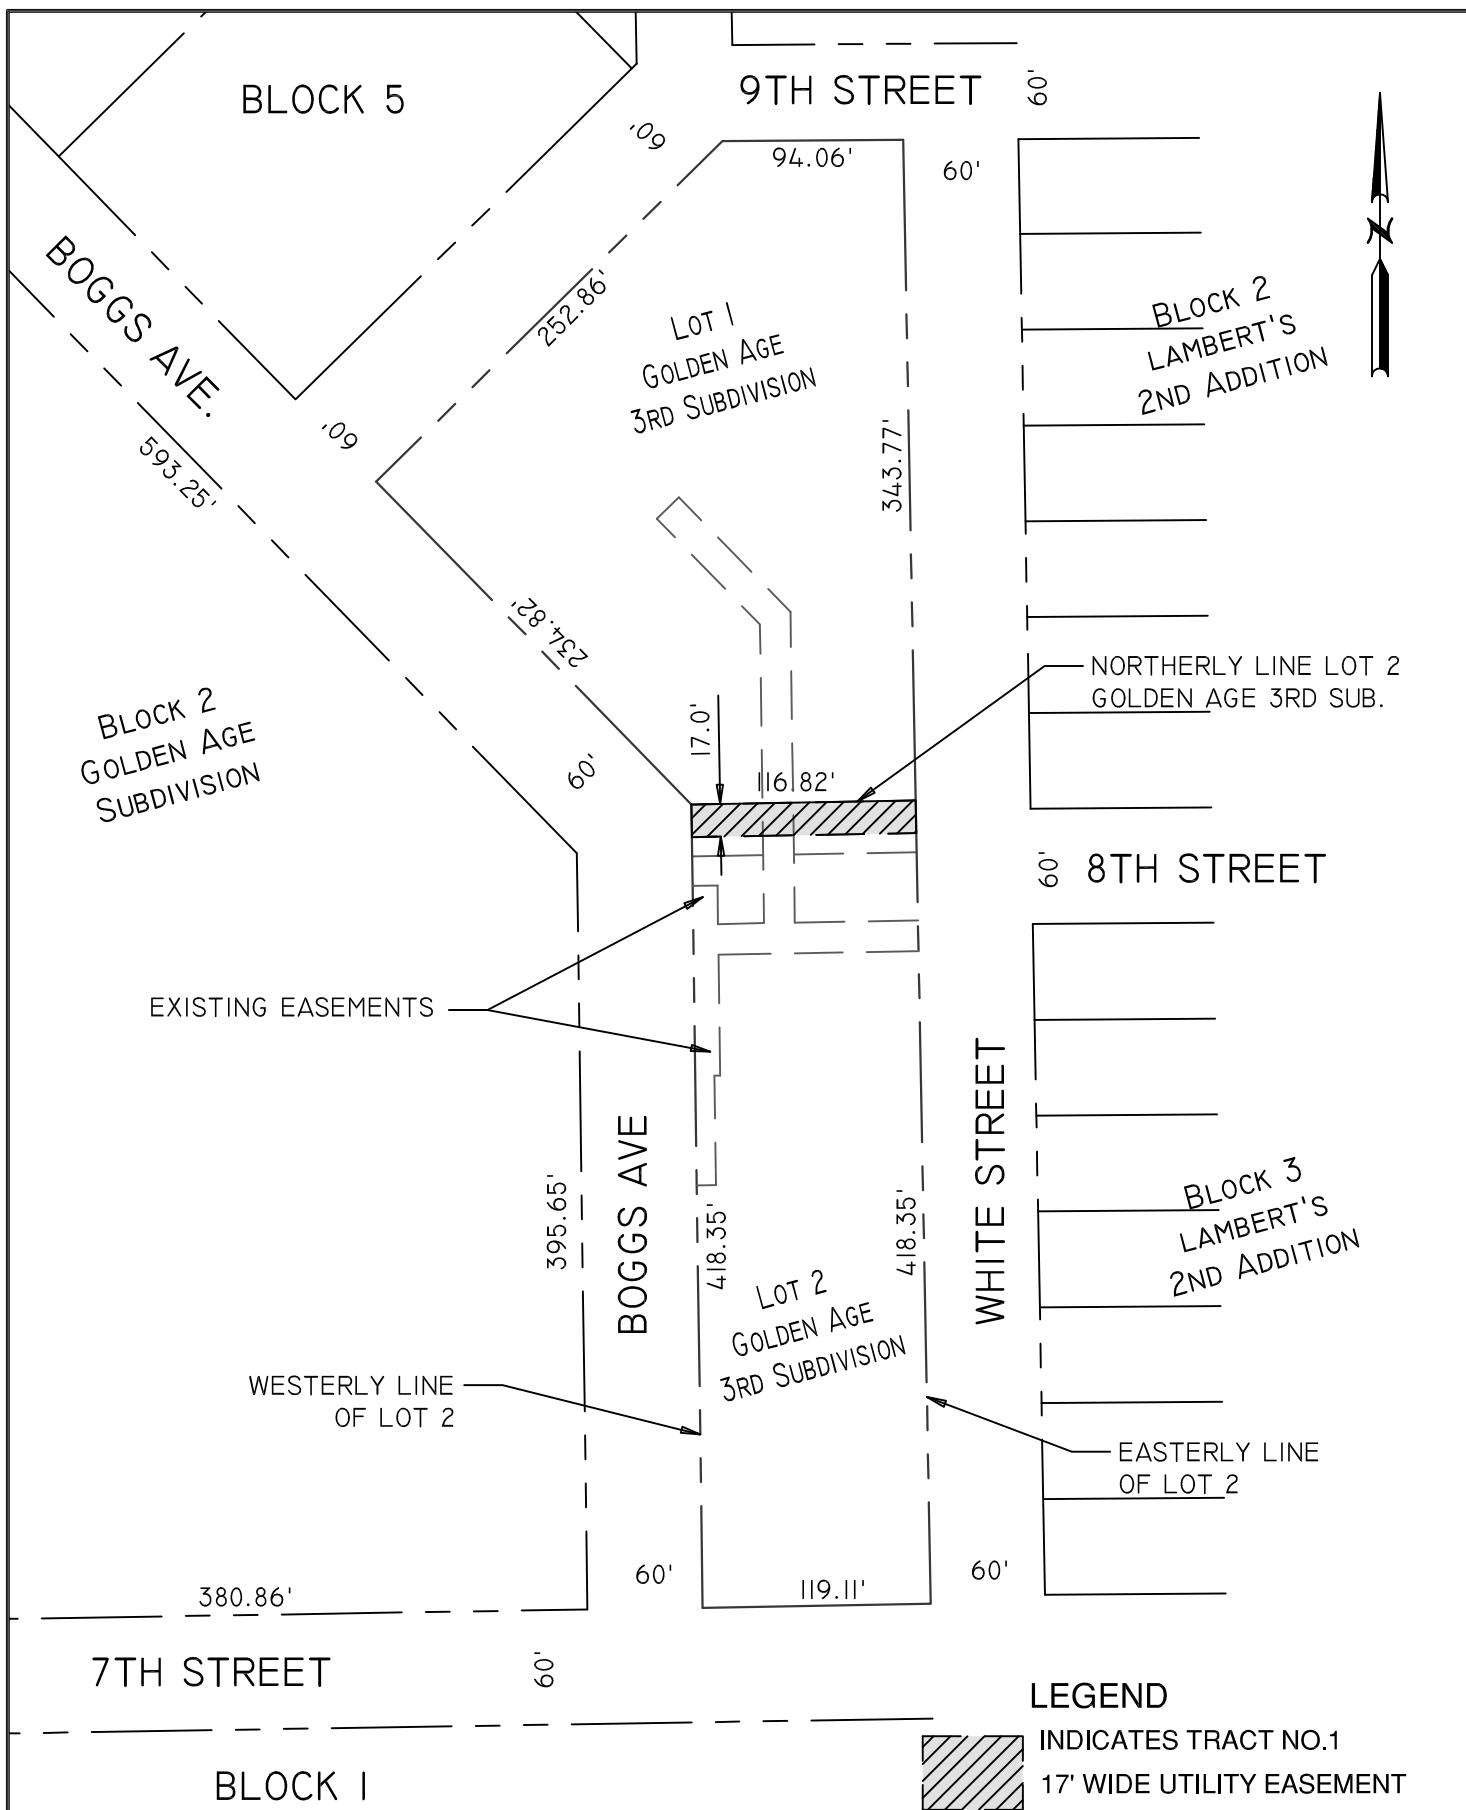 BLOCK 5
9TH STREET
60'
60'
94.06'
60'
N
BOGGS AVE.
252.86'
LOT 1
GOLDEN AGE
3RD SUBDIVISION
BLOCK 2
LAMBERT'S
2ND ADDITION
60'
593.25'
343.77'
234.82'
NORTHERLY LINE LOT 2
GOLDEN AGE 3RD SUB.
BLOCK 2
GOLDEN AGE
SUBDIVISION
17.0'
60'
116.82'
60'
8TH STREET
EXISTING EASEMENTS
BOGGS AVE
WHITE STREET
395.65'
418.35'
418.35'
BLOCK 3
LAMBERT'S
2ND ADDITION
LOT 2
GOLDEN AGE
3RD SUBDIVISION
WESTERLY LINE
OF LOT 2
EASTERLY LINE
OF LOT 2
380.86'
60'
119.11'
60'
7TH STREET
60'
LEGEND
INDICATES TRACT NO.1
17' WIDE UTILITY EASEMENT
BLOCK 1